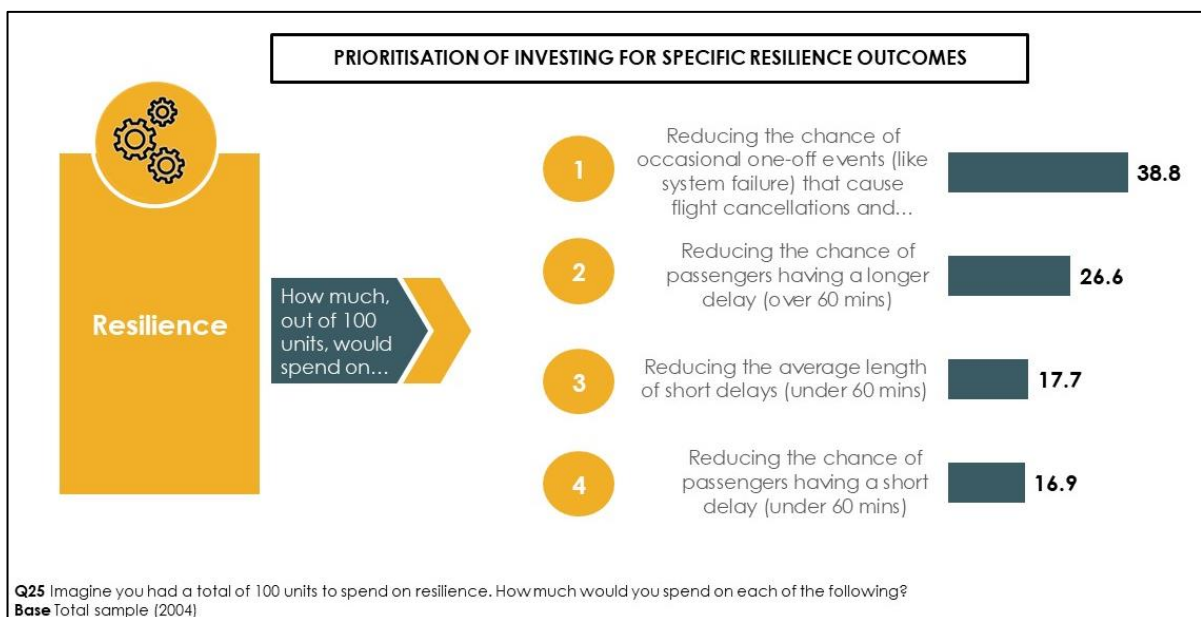 PRIORITISATION OF INVESTING FOR SPECIFIC RESILIENCE OUTCOMES
Resilience
How much,
out of 100
units, would
spend on…
1
Reducing the chance of
occasional one-off events (like
system failure) that cause
flight cancellations and…
38.8
2
Reducing the chance of
passengers having a longer
delay (over 60 mins)
26.6
3
Reducing the average length
of short delays (under 60 mins)
17.7
4
Reducing the chance of
passengers having a short
delay (under 60 mins)
16.9
Q25 Imagine you had a total of 100 units to spend on resilience. How much would you spend on each of the following?
Base Total sample (2004)